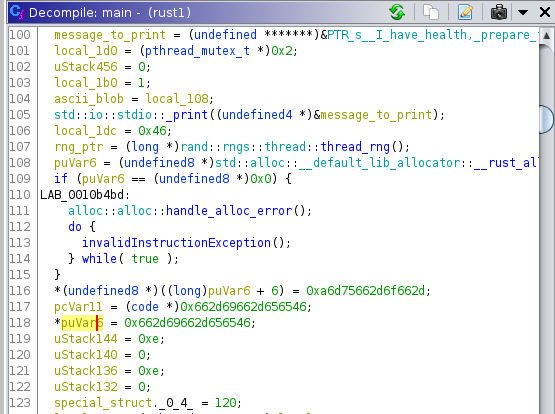 Decompile: main - (rust1)
100 message_to_print = (undefined *******)&PTR_s__I_have_health,_prepare_
101 local_1d0 = (pthread_mutex_t *)0x2;
102 uStack456 = 0;
103 local_1b0 = 1;
104 ascii_blob = local_108;
105 std::io::stdio::_print((undefined4 *)&message_to_print);
106 local_1dc = 0x46;
107 rng_ptr = (long *)rand::rngs::thread::thread_rng();
108 puVar6 = (undefined8 *)std::alloc::__default_lib_allocator::__rust_all
109 if (puVar6 == (undefined8 *)0x0) {
110 LAB_0010b4bd:
111 alloc::alloc::handle_alloc_error();
112 do {
113 invalidInstructionException();
114 } while( true );
115 }
116 *(undefined8 *)((long)puVar6 + 6) = 0xa6d75662d6f662d;
117 pcVar11 = (code *)0x662d69662d656546;
118 *puVar6 = 0x662d69662d656546;
119 uStack144 = 0xe;
120 uStack140 = 0;
121 uStack136 = 0xe;
122 uStack132 = 0;
123 special_struct._0_4_ = 120;